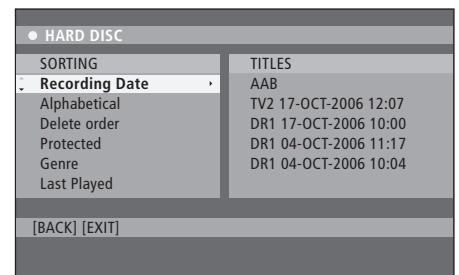 HARD DISC
SORTING
Recording Date
Alphabetical
Delete order
Protected
Genre
Last Played
TITLES
AAB
TV2 17-OCT-2006 12:07
DR1 17-OCT-2006 10:00
DR1 04-OCT-2006 11:17
DR1 04-OCT-2006 10:04
[BACK] [EXIT]